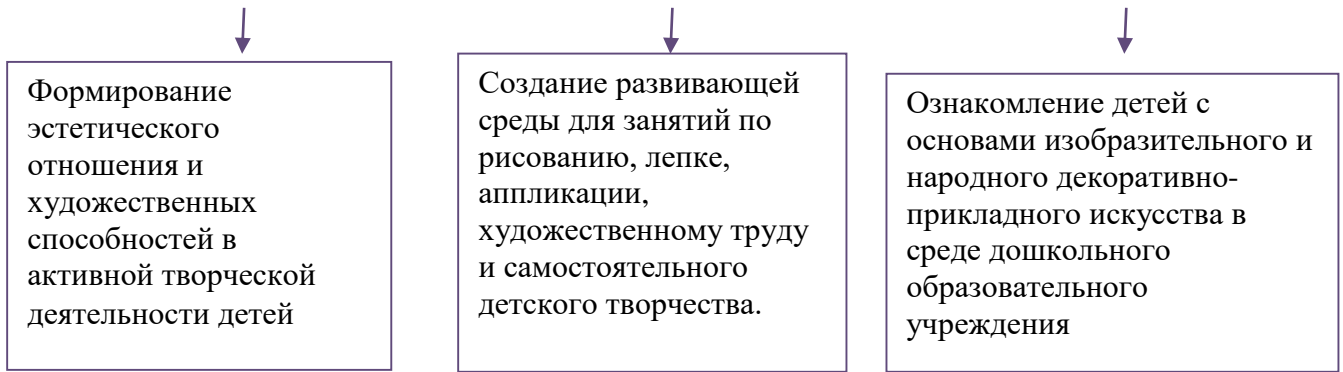 Формирование
эстетического
отношения и
художественных
способностей в
активной творческой
деятельности детей
Создание развивающей
среды для занятий по
рисованию, лепке,
аппликации,
художественному труду
и самостоятельного
детского творчества.
Ознакомление детей с
основами изобразительного и
народного декоративно-
прикладного искусства в
среде дошкольного
образовательного
учреждения